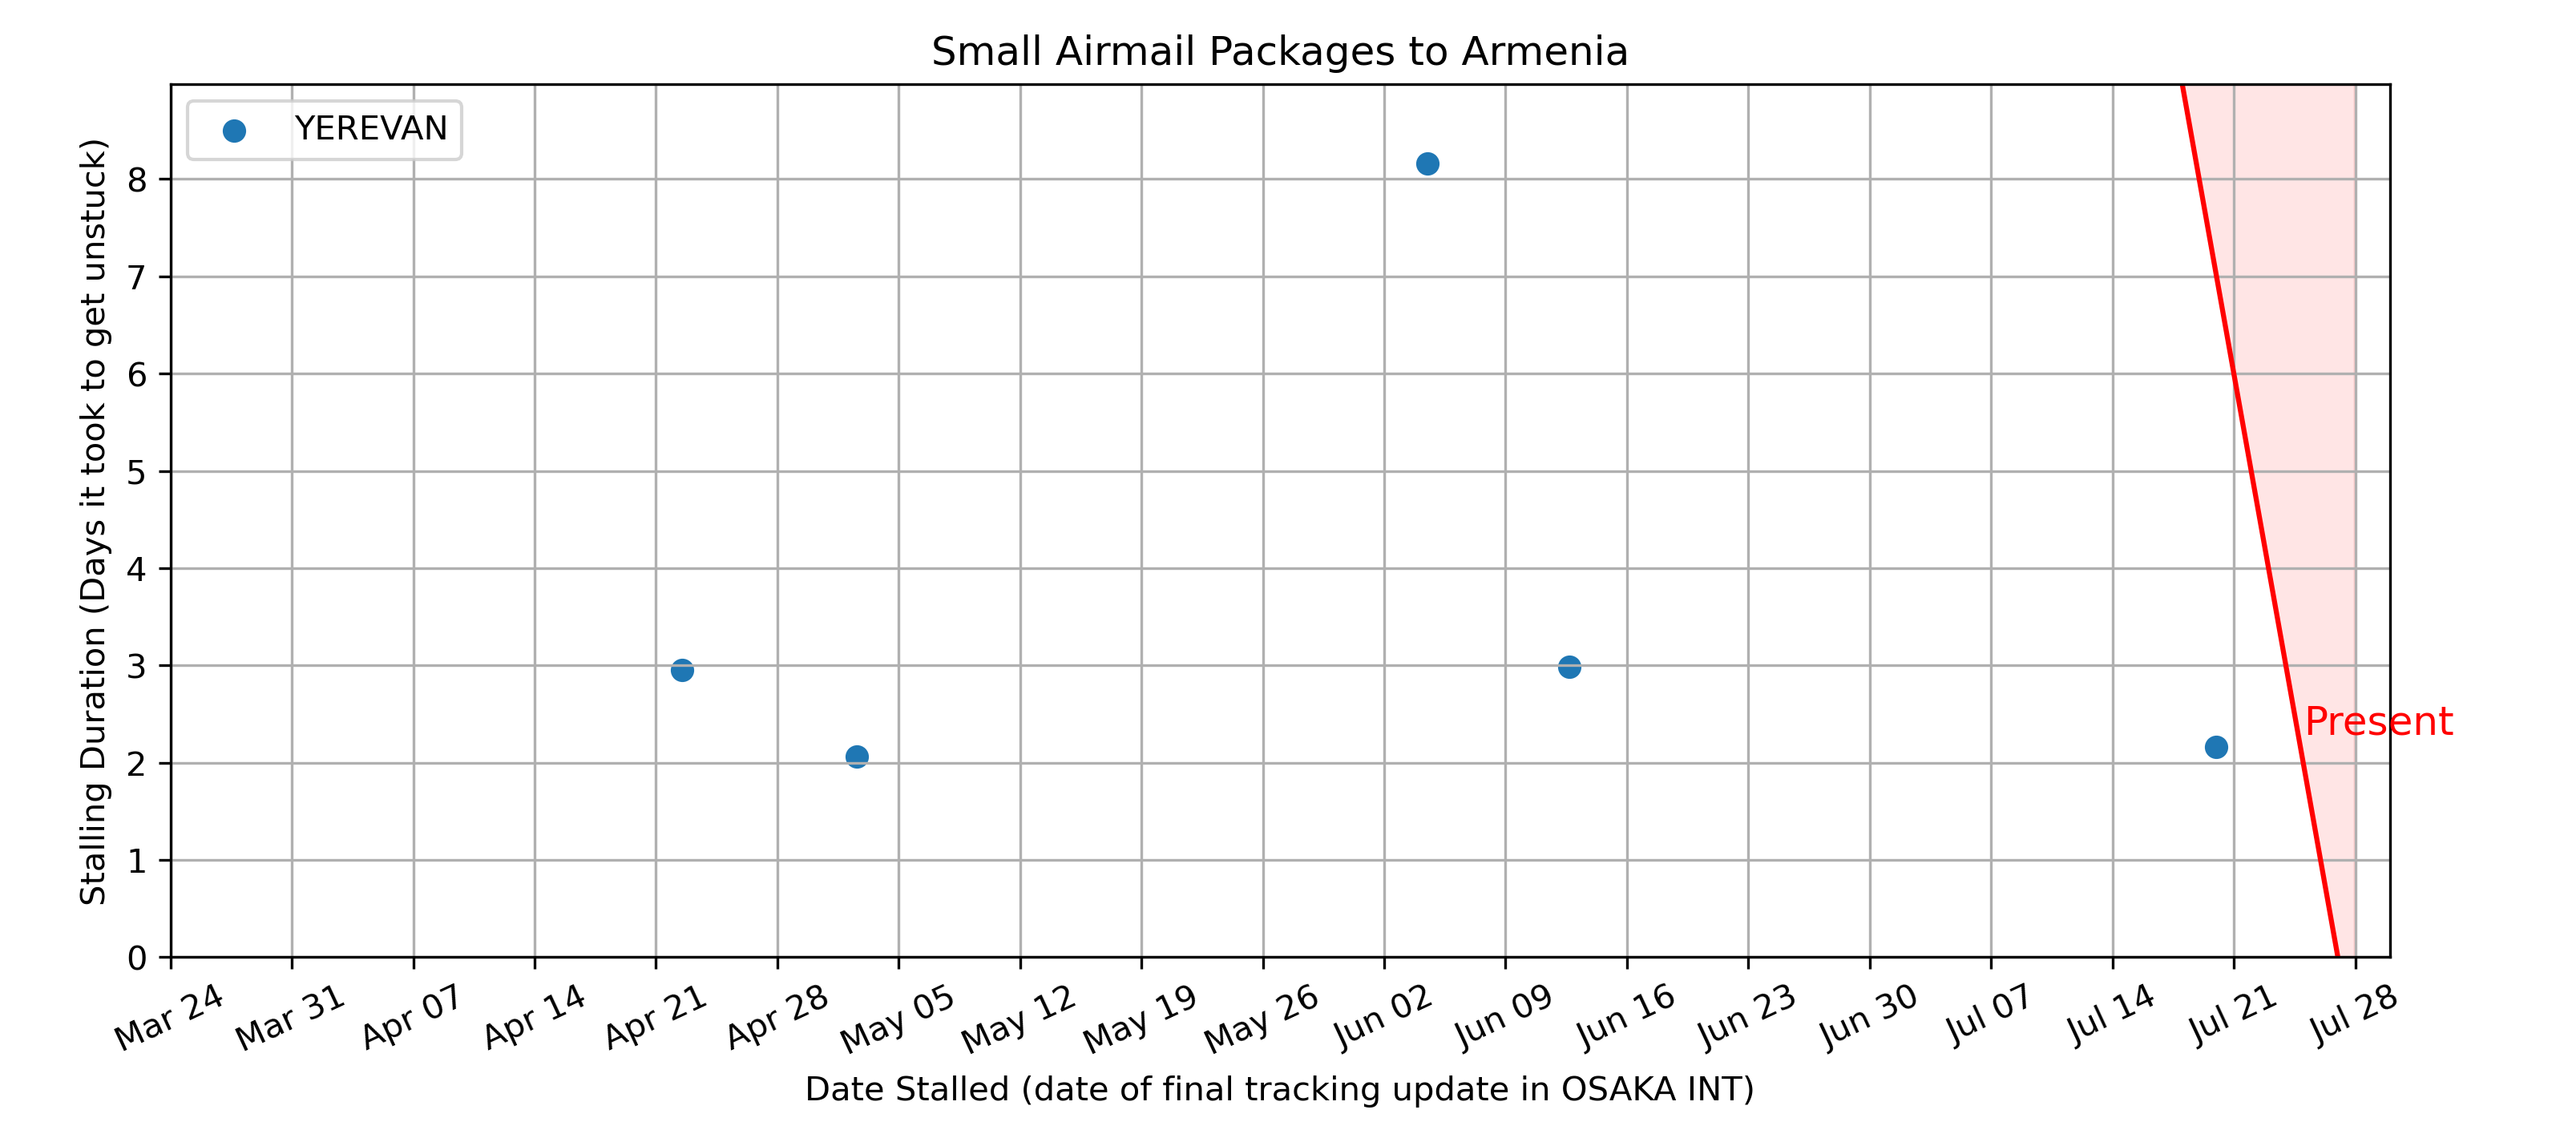 Small Airmail Packages to Armenia
YEREVAN
Stalling Duration (Days it took to get unstuck)
8
7
6
5
4
3
2
1
0
Present
Mar 24 Mar 31 Apr 07 Apr 14 Apr 21 Apr 28 May 05 May 12 May 19 May 26 Jun 02 Jun 09 Jun 16 Jun 23 Jun 30 Jul 07 Jul 14 Jul 21 Jul 28
Date Stalled (date of final tracking update in OSAKA INT)